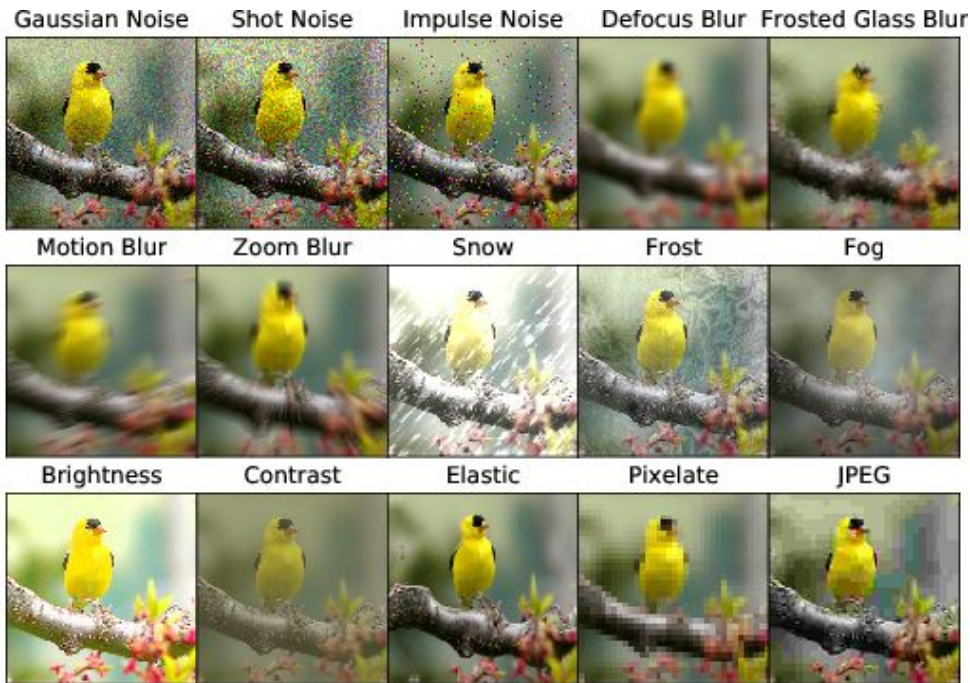 Gaussian Noise Shot Noise Impulse Noise Defocus Blur Frosted Glass Blur
Motion Blur Zoom Blur Snow Frost Fog
Brightness Contrast Elastic Pixelate JPEG